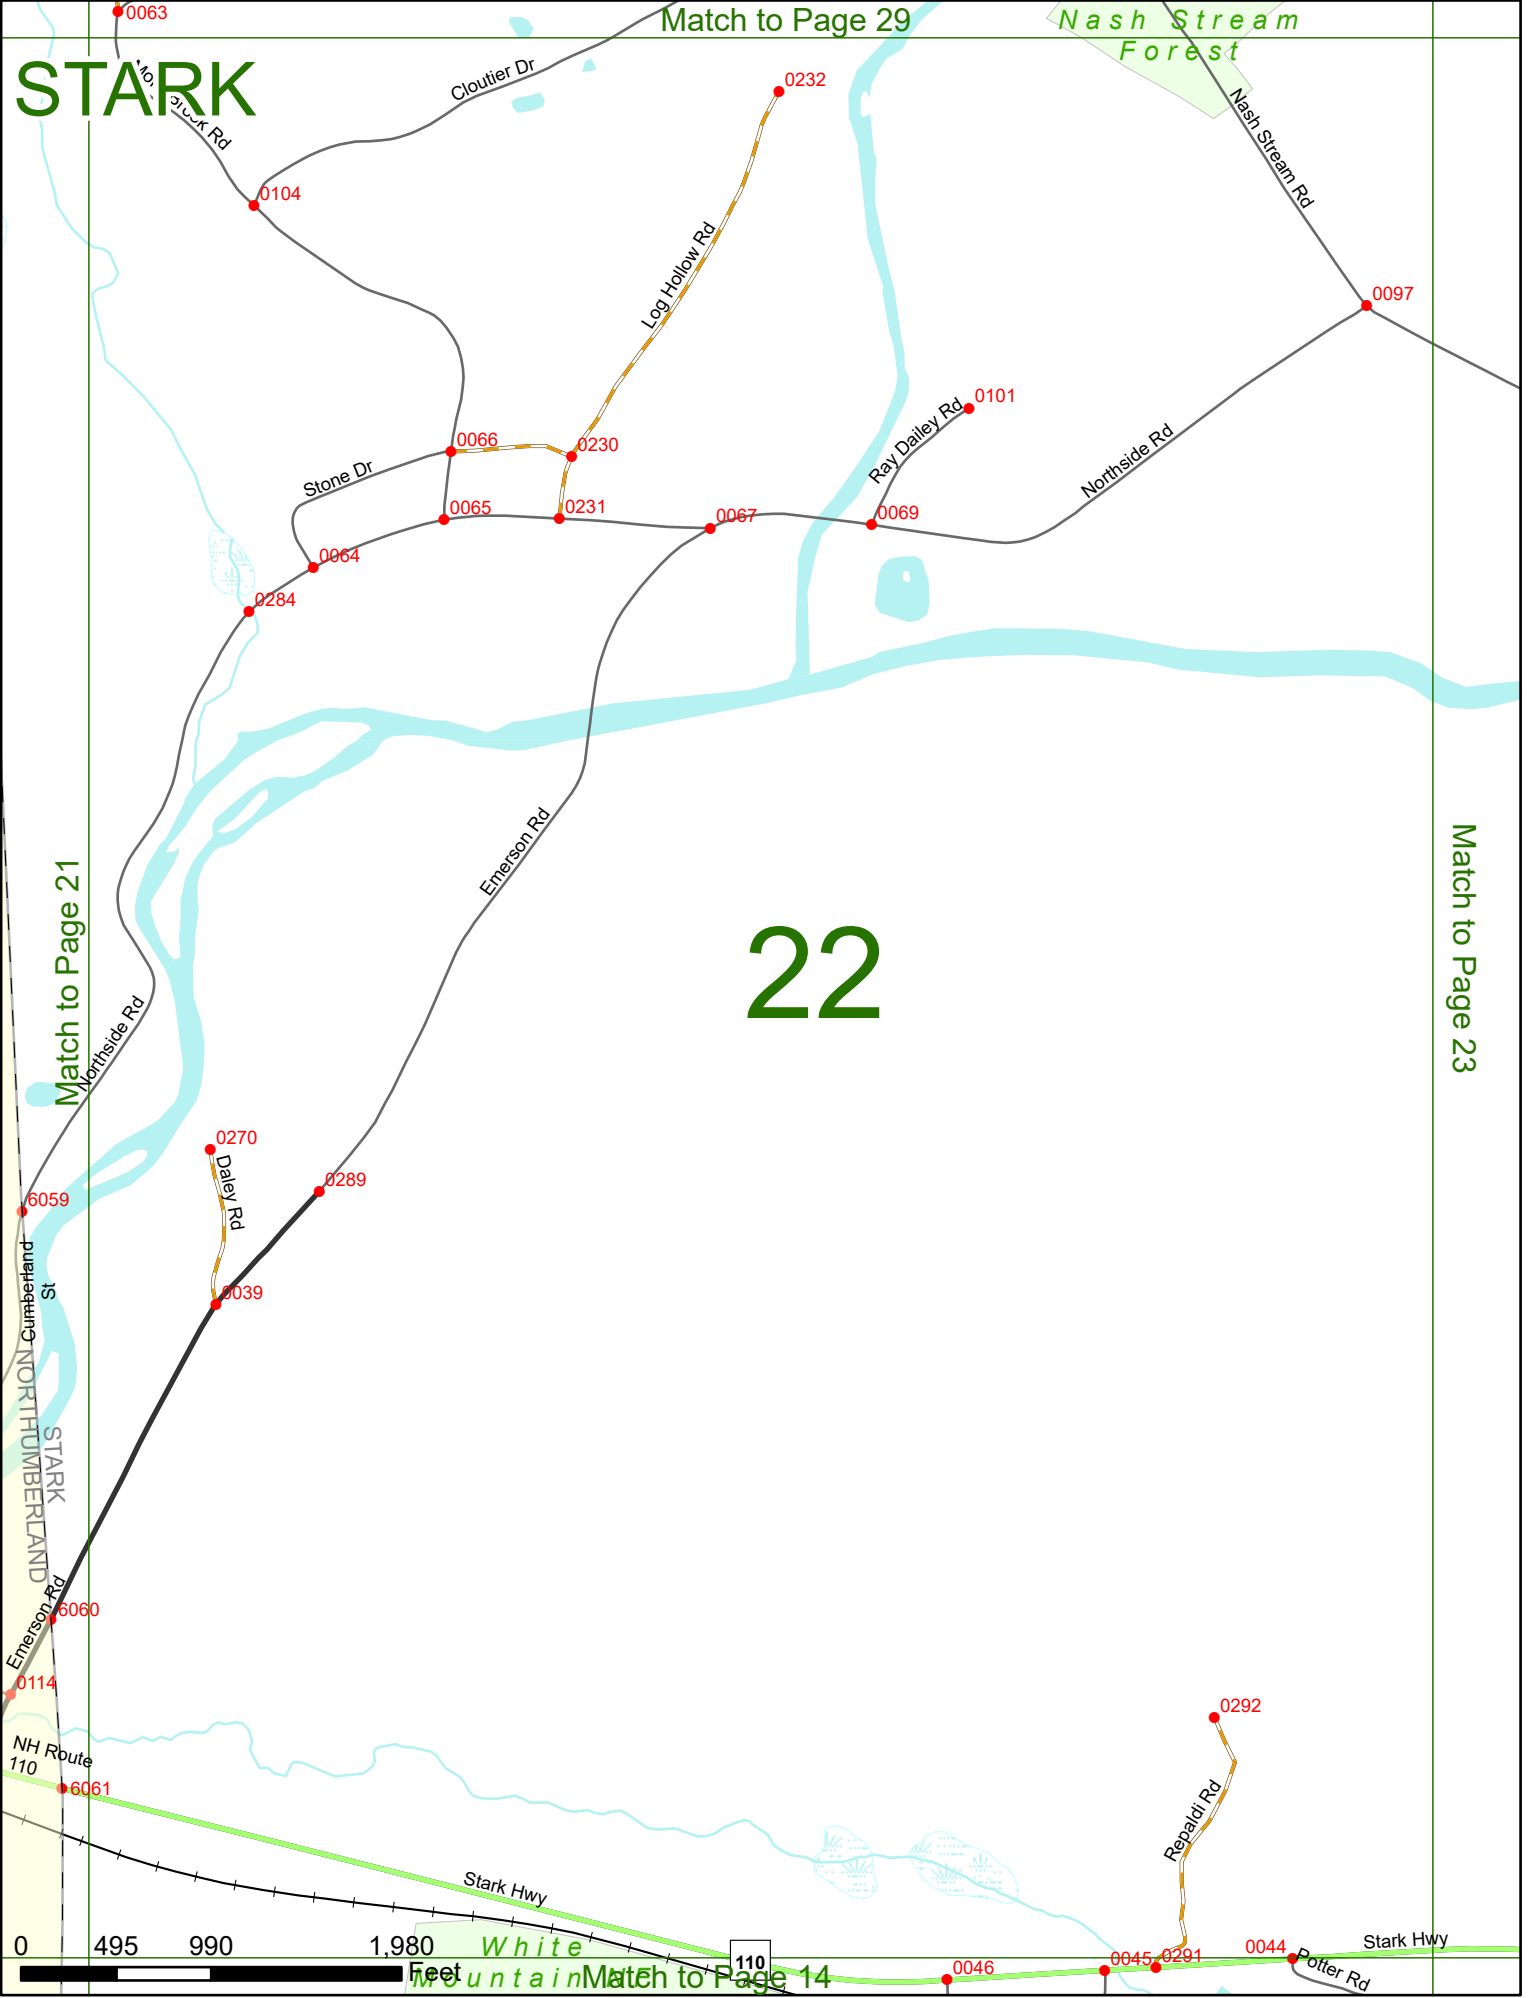 0063
Match to Page 29
Nash Stream
Forest
STARK
Cloutier Dr
0232
Rd
Nash Stream Rd
0104
Log Hollow Rd
0097
0101
Ray Dailey Rd
Northside Rd
0066
0230
Stone Dr
0065
0231
0067
0069
0064
0284
Emerson Rd
Match to Page 21
22
Match to Page 23
Northside Rd
0270
Daley Rd
0289
6059
Cumberland
St
0039
NORTHUMBERLAND
STARK
Emerson Rd
6060
0114
0292
NH Route
110
6061
Repaldi Rd
Stark Hwy
0 495 990 1,980
Feet
White
Mountain NF
Match to Page 14
110
0046
0045
0291
0044
Stark Hwy
Potter Rd